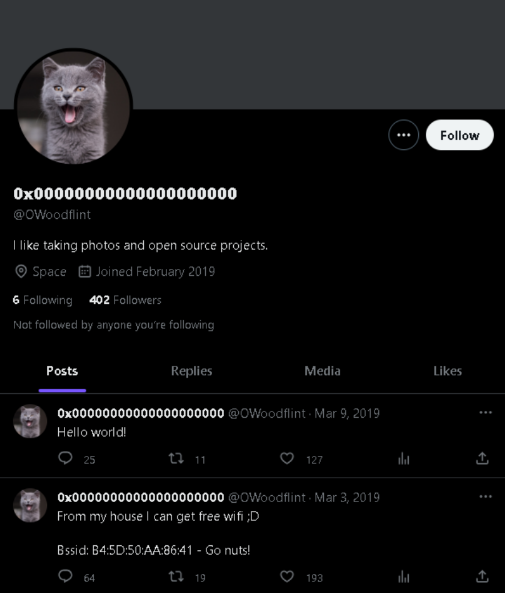 Follow
0x00000000000000000000
@OWoodflint
I like taking photos and open source projects.
Space Joined February 2019
6 Following 402 Followers
Not followed by anyone you're following
Posts Replies Media Likes
0x00000000000000000000 @OWoodflint · Mar 9, 2019
Hello world!
25 11 127
0x00000000000000000000 @OWoodflint · Mar 3, 2019
From my house I can get free wifi ;D
Bssid: B4:5D:50:AA:86:41 - Go nuts!
64 19 193